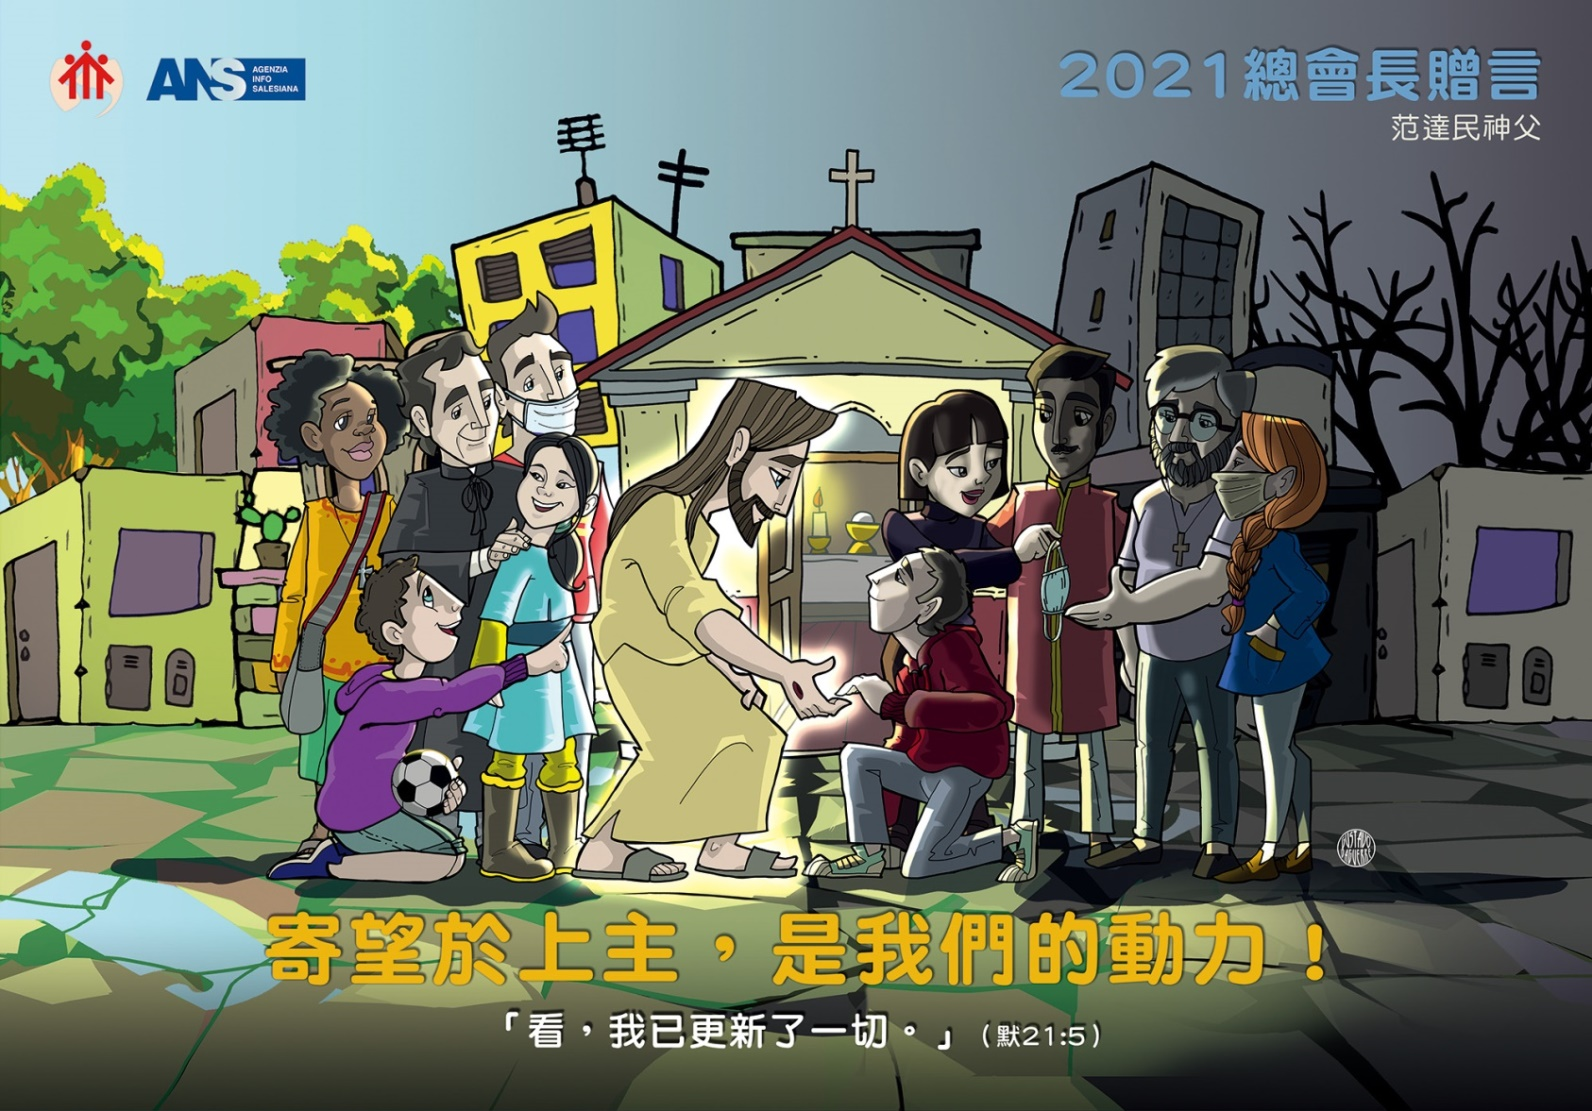 ANS AGENZIA
INFO
SALESIANA
2021總會長贈言
范達民神父
寄望於上主，是我們的動力！
「看，我已更新了一切。」（默21:5）